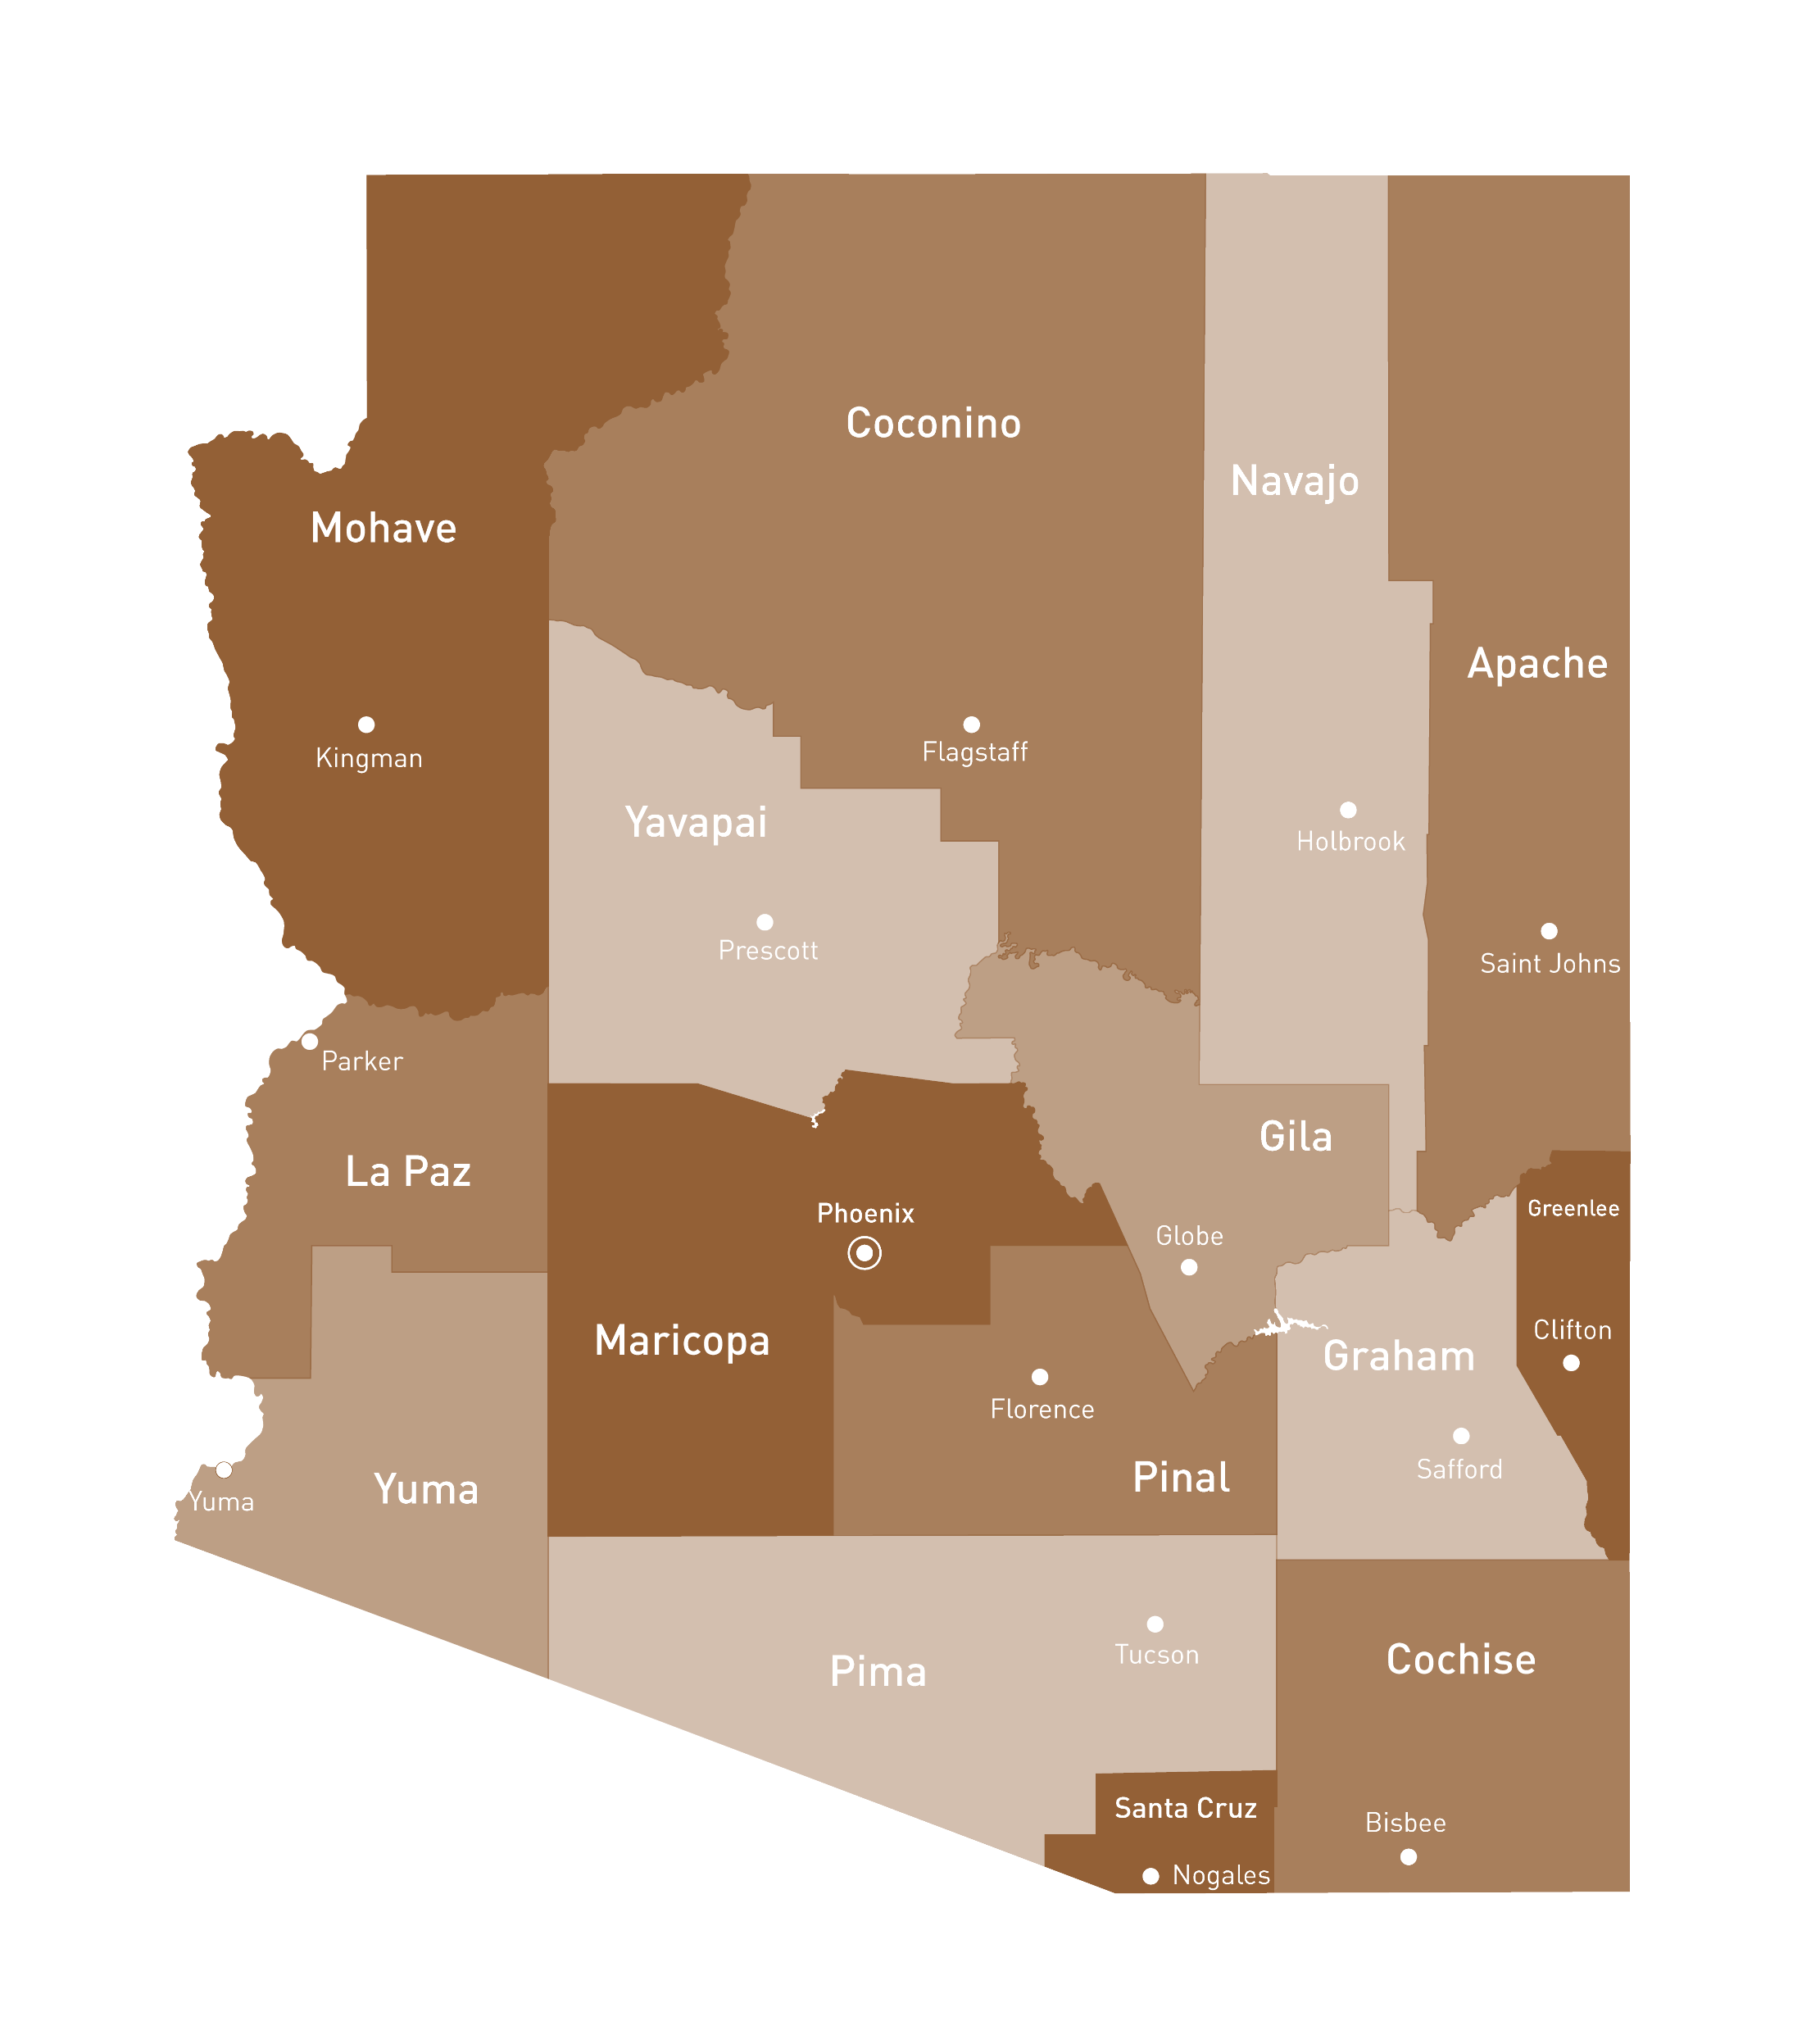 Coconino
Navajo
Mohave
Apache
Flagstaff
Kingman
Yavapai
Holbrook
Prescott
Saint Johns
Parker
Gila
La Paz
Phoenix
Greenlee
Globe
Clifton
Maricopa
Graham
Florence
Safford
Pinal
Yuma
Yuma
Tucson
Cochise
Pima
Santa Cruz
Bisbee
Nogales